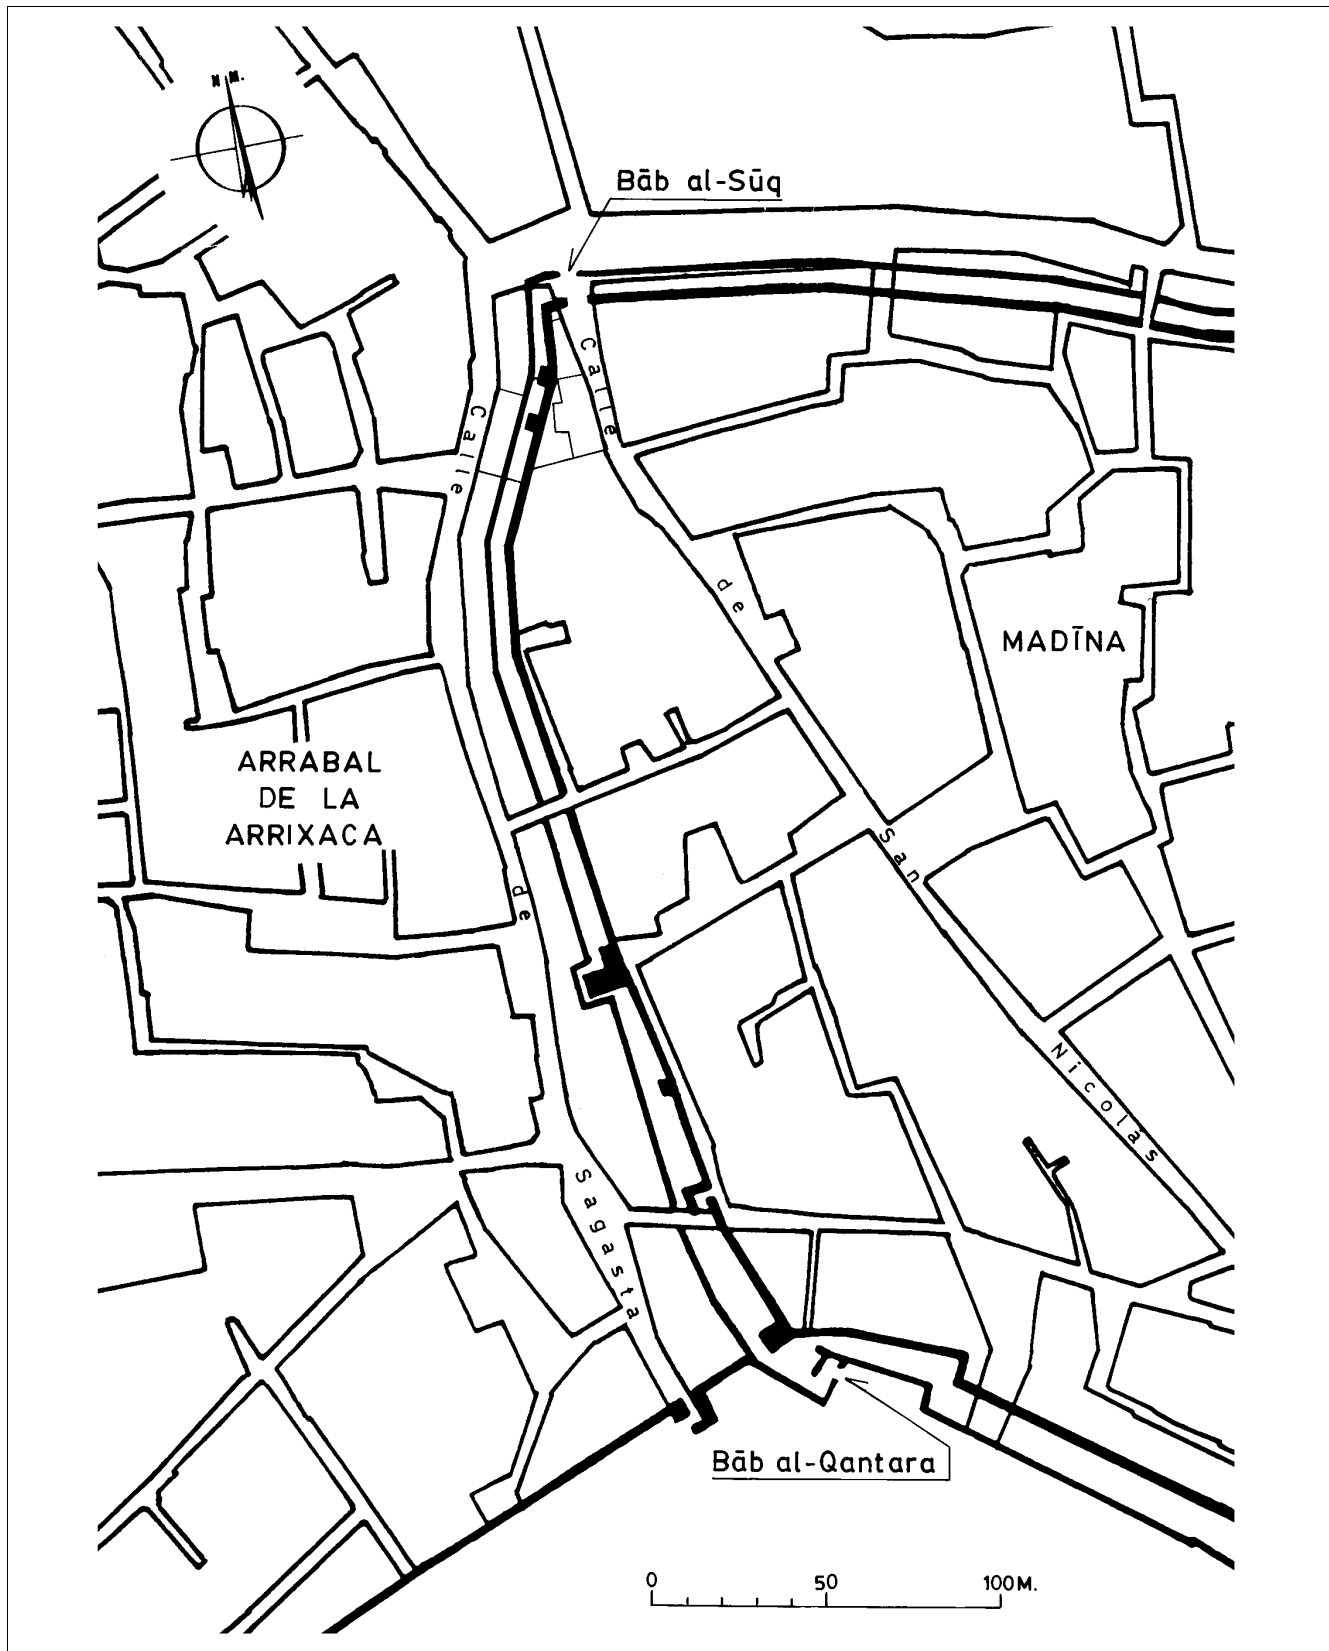 N M.
Bāb al-Sūq
Calle
Calle
de
MADĪNA
ARRABAL
DE LA
ARRIXACA
San
de
Nicolás
Sagasta
Bāb al-Qantara
0 50 100 M.